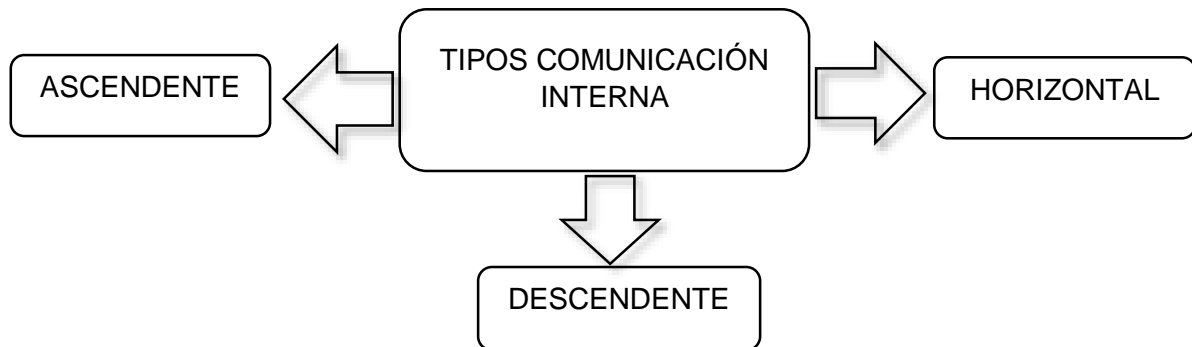 TIPOS COMUNICACIÓN
INTERNA
ASCENDENTE
HORIZONTAL
DESCENDENTE